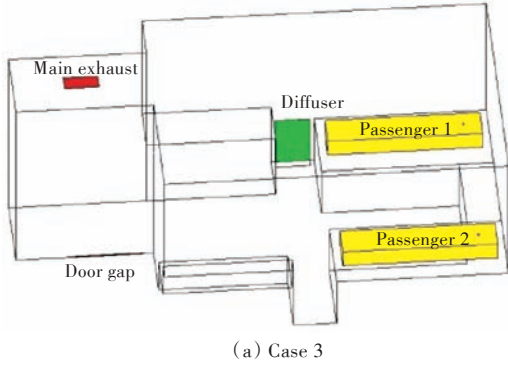 Main exhaust
Diffuser
Passenger 1
Passenger 2
Door gap
(a) Case 3